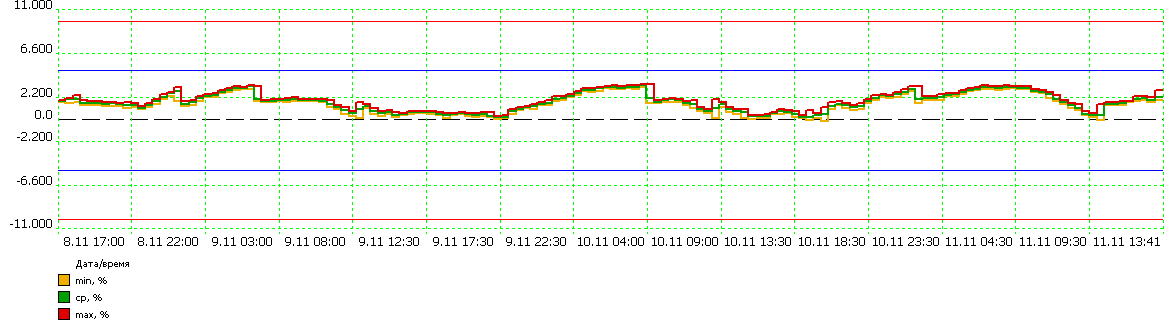 11.000
6.600
2.200
0.0
-2.200
-6.600
-11.000
8.11 17:00 8.11 22:00 9.11 03:00 9.11 08:00 9.11 12:30 9.11 17:30 9.11 22:30 10.11 04:00 10.11 09:00 10.11 13:30 10.11 18:30 10.11 23:30 11.11 04:30 11.11 09:30 11.11 13:41
Дата/время
min, %
ср, %
max, %